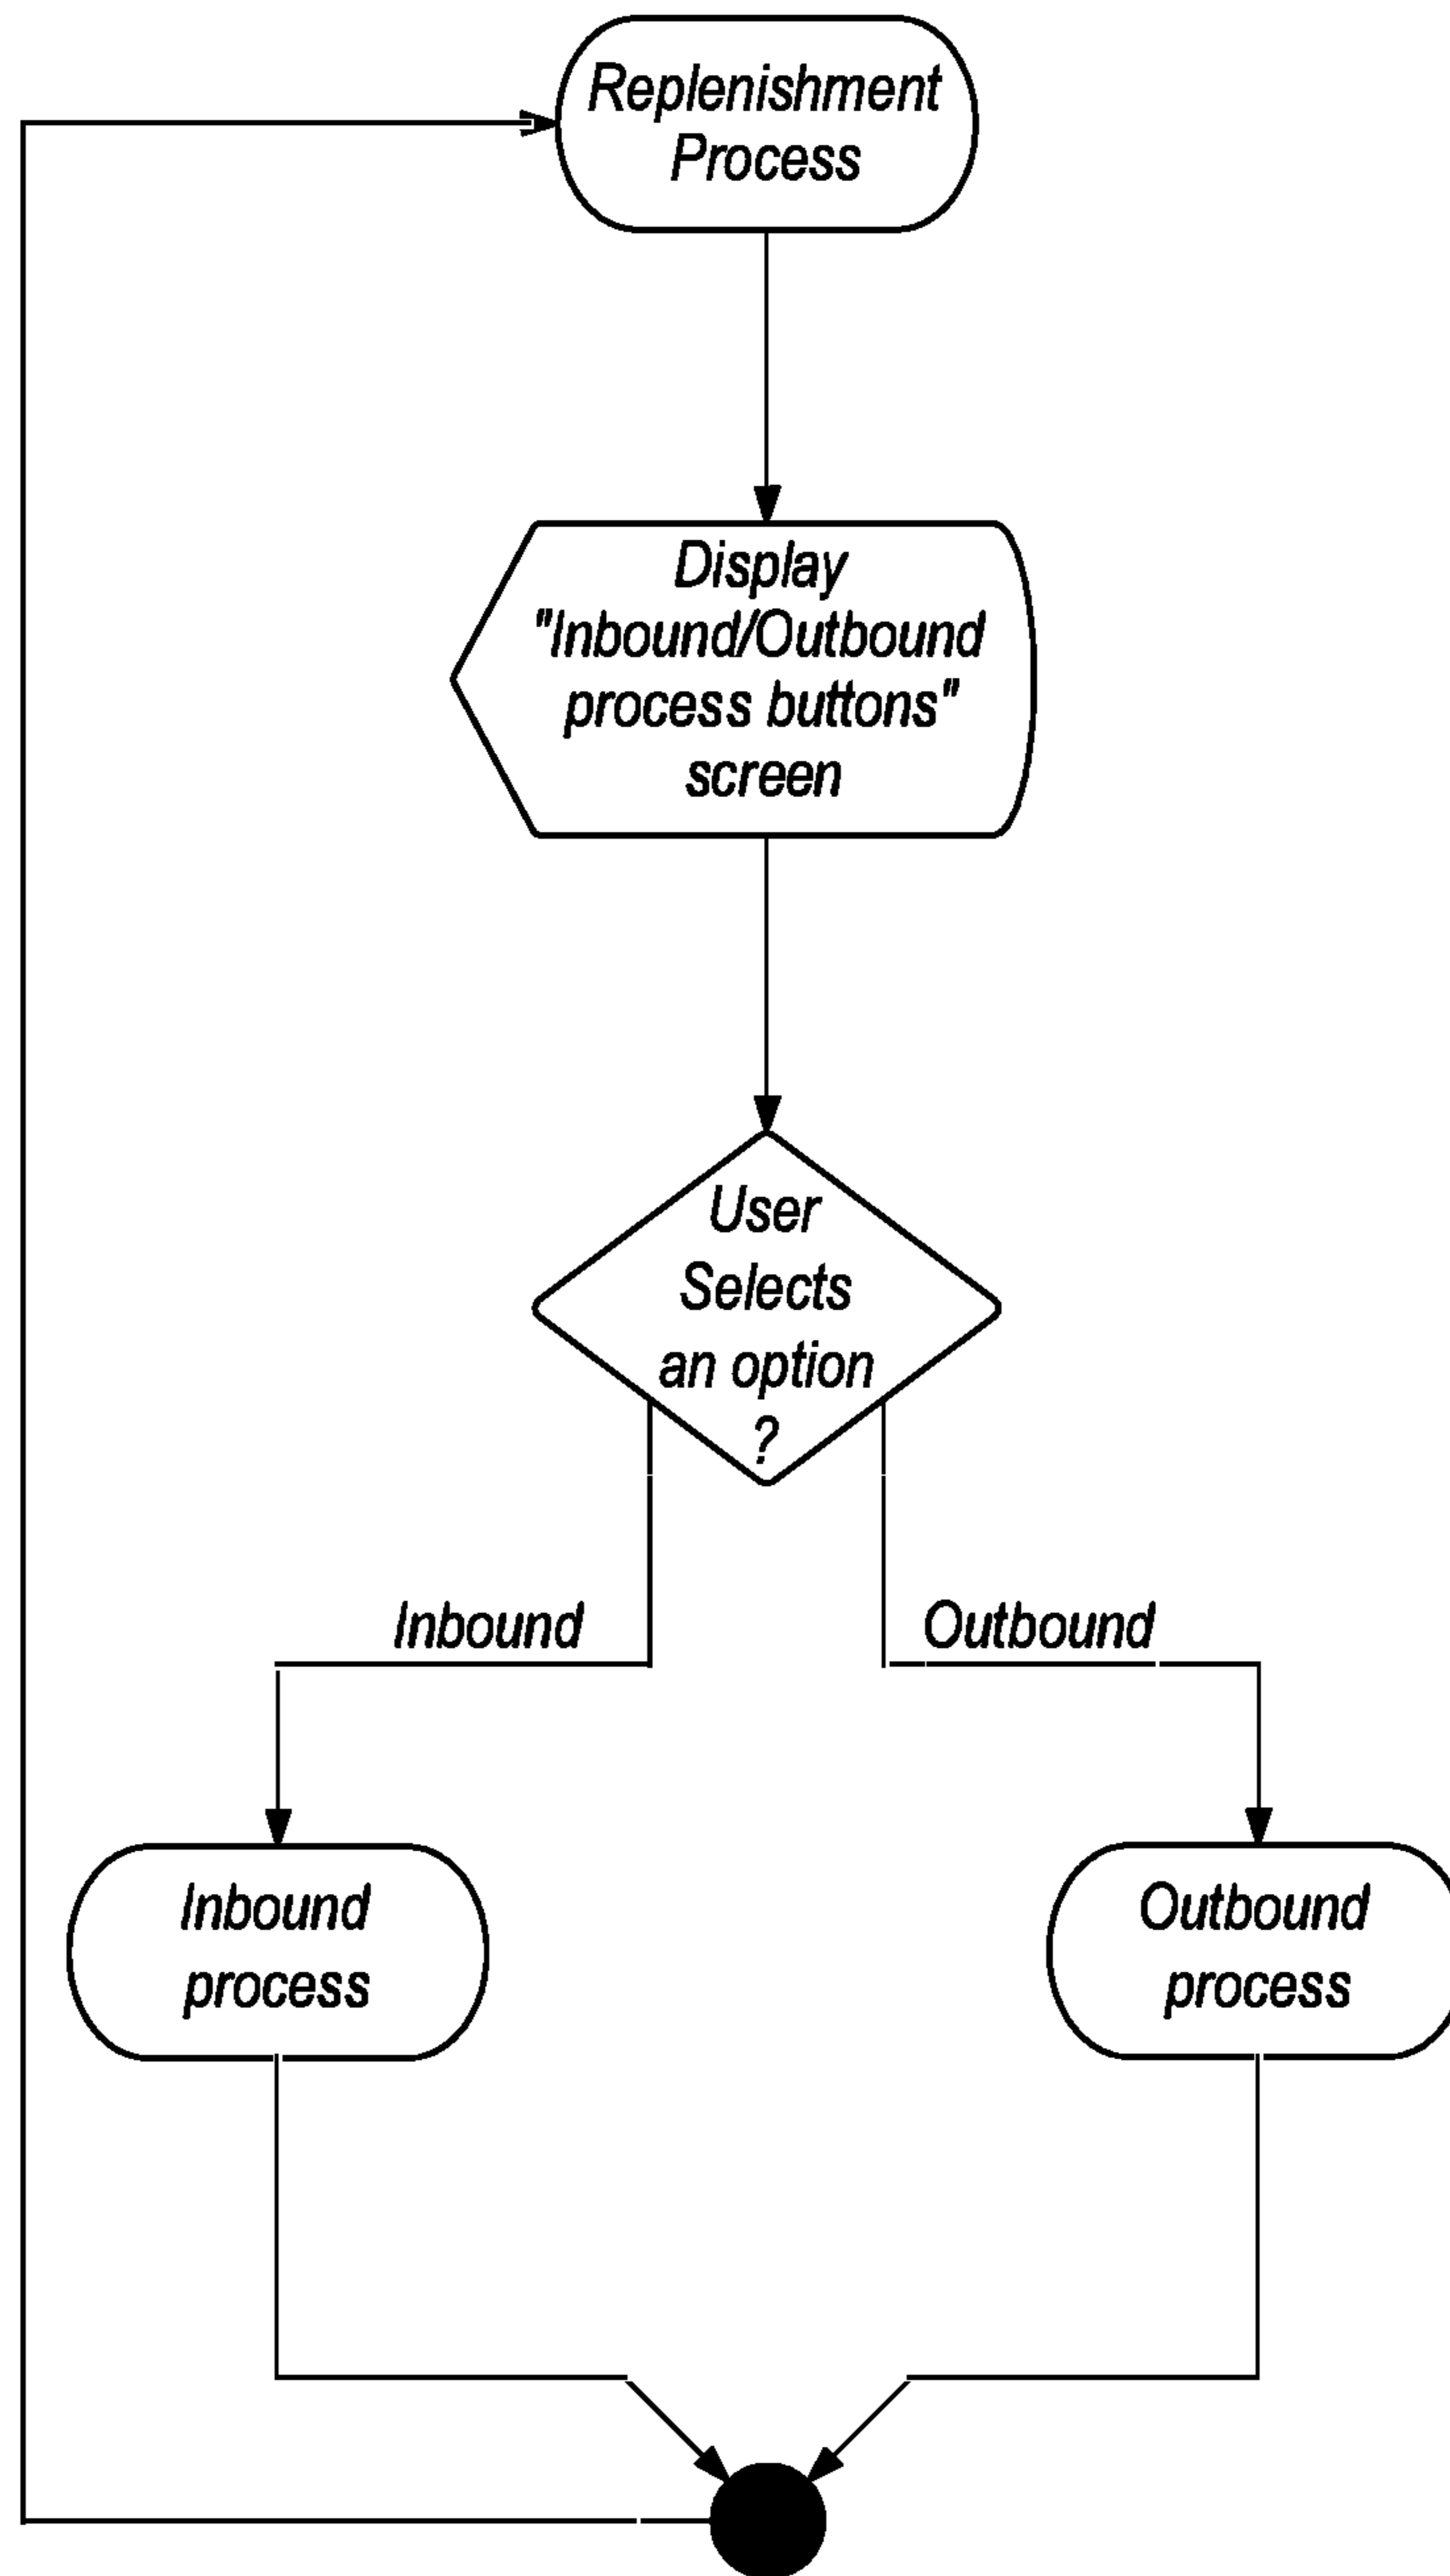 Replenishment
Process
Display
"Inbound/Outbound
process buttons"
screen
User
Selects
an option
?
Inbound
Outbound
Inbound
process
Outbound
process